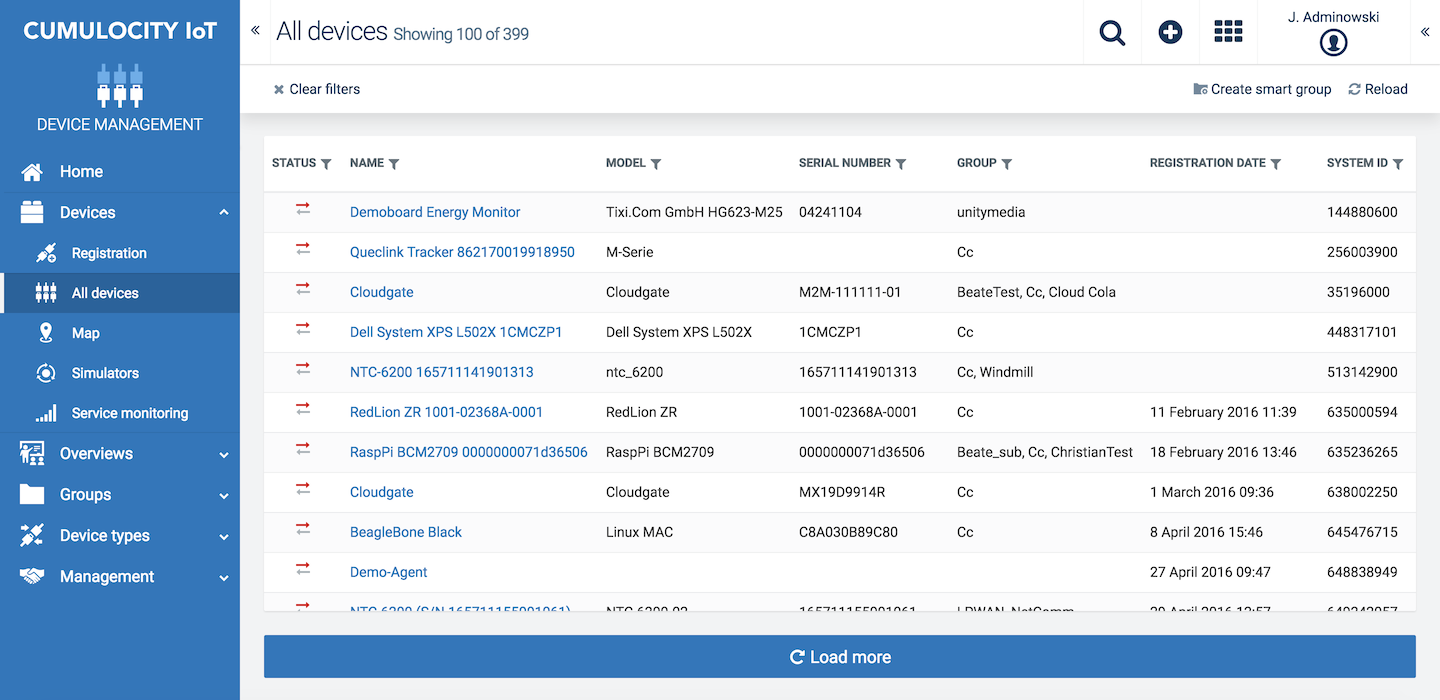 CUMULOCITY IoT
DEVICE MANAGEMENT
Home
Devices
Registration
All devices
Map
Simulators
Service monitoring
Overviews
Groups
Device types
Management
« All devices Showing 100 of 399
J. Adminowski «
Clear filters
Create smart group Reload
STATUS NAME MODEL SERIAL NUMBER GROUP REGISTRATION DATE SYSTEM ID
Demoboard Energy Monitor Tixi.Com GmbH HG623-M25 04241104 unitymedia 144880600
Queclink Tracker 862170019918950 M-Serie Cc 256003900
Cloudgate Cloudgate M2M-111111-01 BeateTest, Cc, Cloud Cola 35196000
Dell System XPS L502X 1CMCZP1 Dell System XPS L502X 1CMCZP1 Cc 448317101
NTC-6200 165711141901313 ntc_6200 165711141901313 Cc, Windmill 513142900
RedLion ZR 1001-02368A-0001 RedLion ZR 1001-02368A-0001 Cc 11 February 2016 11:39 635000594
RaspPi BCM2709 0000000071d36506 RaspPi BCM2709 0000000071d36506 Beate_sub, Cc, ChristianTest 18 February 2016 13:46 635236265
Cloudgate Cloudgate MX19D9914R Cc 1 March 2016 09:36 638002250
BeagleBone Black Linux MAC C8A030B89C80 Cc 8 April 2016 15:46 645476715
Demo-Agent 27 April 2016 09:47 648838949
Load more